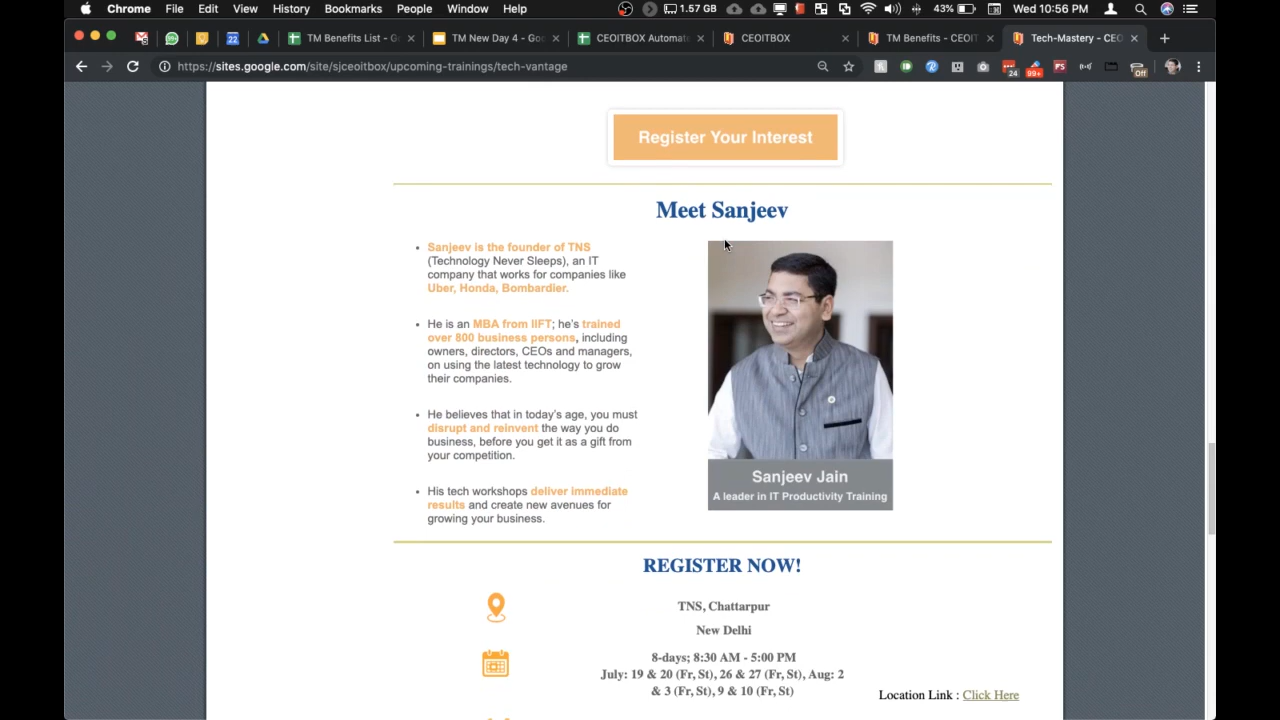 Chrome File Edit View History Bookmarks People Window Help 1.57 GB 43% Wed 10:56 PM
22 TM Benefits List - G TM New Day 4 - Goo CEOITBOX Automate CEOITBOX TM Benefits - CEOIT Tech-Mastery - CEO
https://sites.google.com/site/sjceoitbox/upcoming-trainings/tech-vantage 24 99+ Off
Register Your Interest
Meet Sanjeev
Sanjeev is the founder of TNS
(Technology Never Sleeps), an IT
company that works for companies like
Uber, Honda, Bombardier.
He is an MBA from IIFT; he's trained
over 800 business persons, including
owners, directors, CEOs and managers,
on using the latest technology to grow
their companies.
He believes that in today's age, you must
disrupt and reinvent the way you do
business, before you get it as a gift from
your competition.
His tech workshops deliver immediate
results and create new avenues for
growing your business.
Sanjeev Jain
A leader in IT Productivity Training
REGISTER NOW!
TNS, Chattarpur
New Delhi
8-days; 8:30 AM - 5:00 PM
July: 19 & 20 (Fr, St), 26 & 27 (Fr, St), Aug: 2
& 3 (Fr, St), 9 & 10 (Fr, St)
Location Link : Click Here